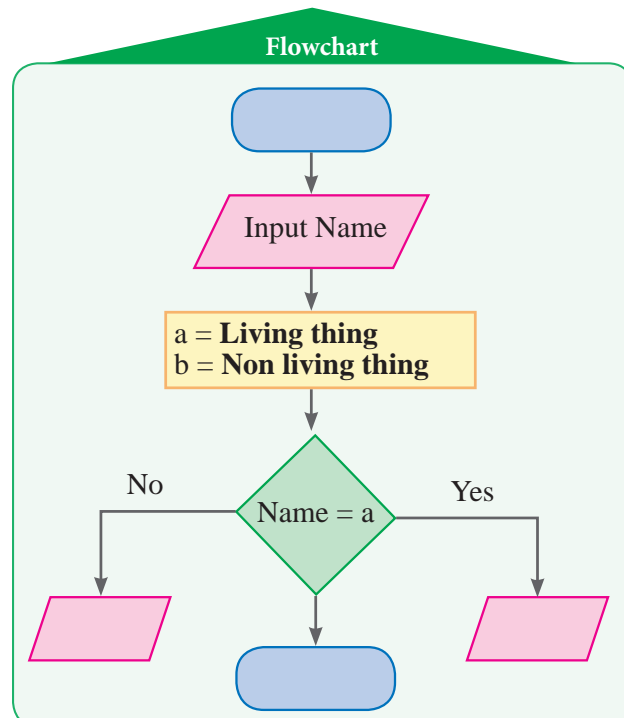 Flowchart
Input Name
a = Living thing
b = Non living thing
No
Yes
Name = a